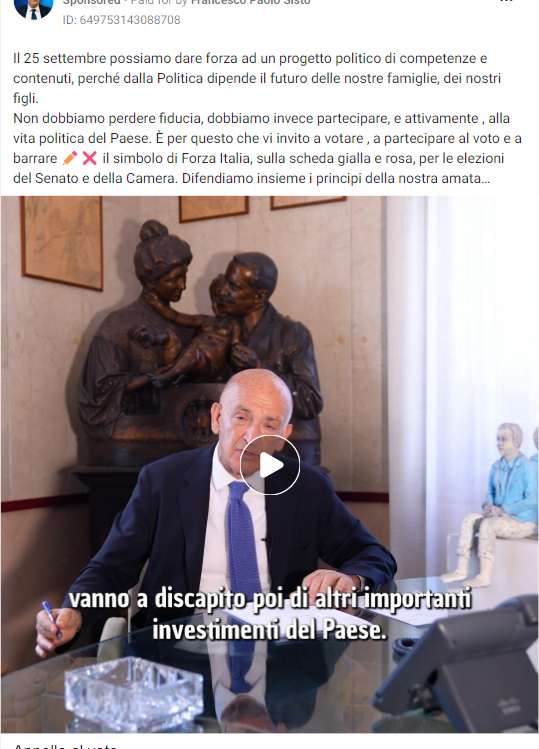 Sponsored • Paid for by Francesco Paolo Sisto
ID: 649753143088708
Il 25 settembre possiamo dare forza ad un progetto politico di competenze e
contenuti, perché dalla Politica dipende il futuro delle nostre famiglie, dei nostri
figli.
Non dobbiamo perdere fiducia, dobbiamo invece partecipare, e attivamente , alla
vita politica del Paese. È per questo che vi invito a votare , a partecipare al voto e a
barrare ✏️ ❌ il simbolo di Forza Italia, sulla scheda gialla e rosa, per le elezioni
del Senato e della Camera. Difendiamo insieme i principi della nostra amata...
vanno a discapito poi di altri importanti
investimenti del Paese.
Appello al voto